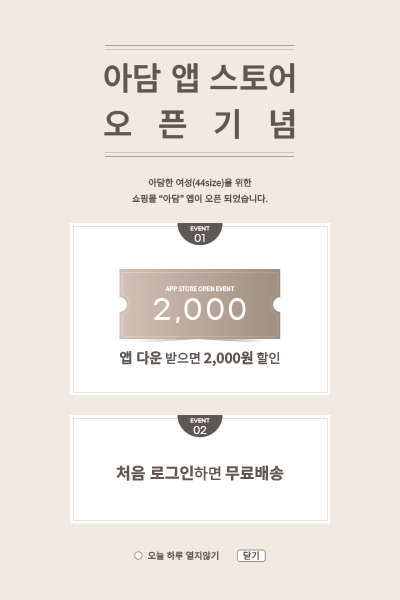 아담 앱 스토어
오 픈 기 념
아담한 여성(44size)을 위한
쇼핑몰 “아담” 앱이 오픈 되었습니다.
EVENT
01
APP STORE OPEN EVENT
2,000
앱 다운 받으면 2,000원 할인
EVENT
02
처음 로그인하면 무료배송
오늘 하루 열지않기
닫기